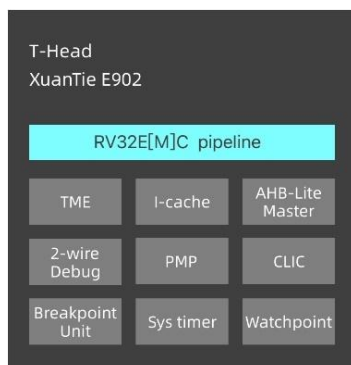 T-Head
XuanTie E902
RV32E[M]C pipeline
TME
I-cache
AHB-Lite
Master
2-wire
Debug
PMP
CLIC
Breakpoint
Unit
Sys timer
Watchpoint